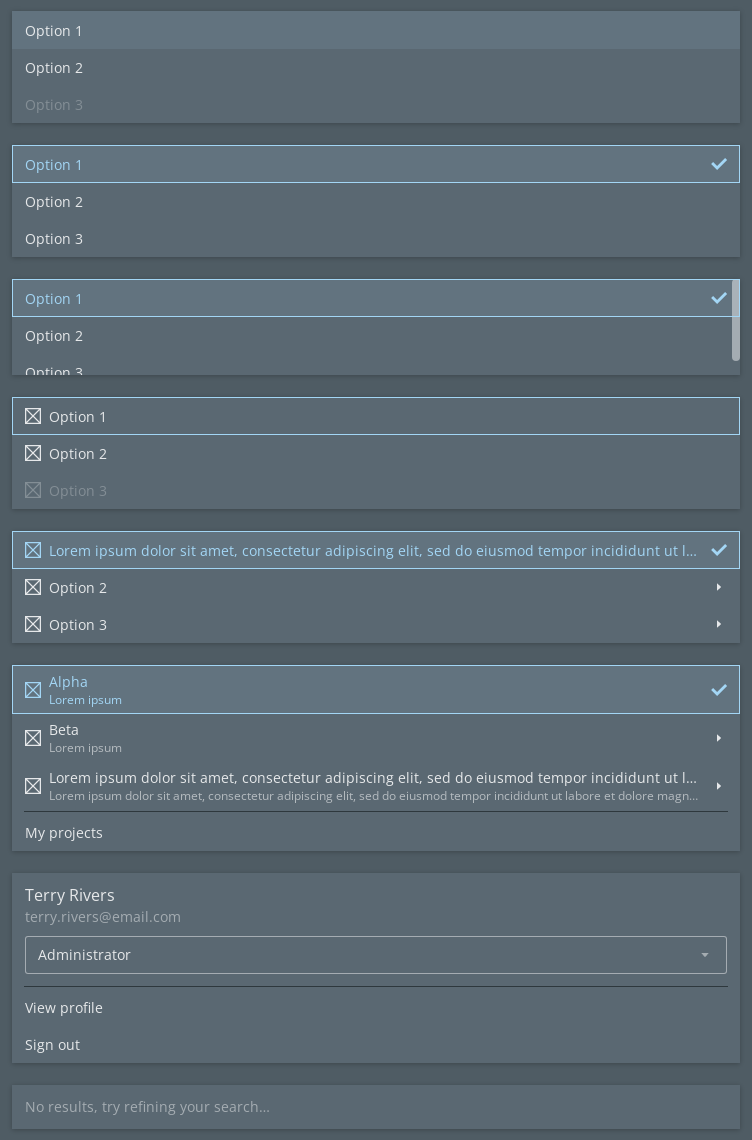 Option 1
Option 2
Option 3
Option 1
Option 2
Option 3
Option 1
Option 2
Option 3
Option 1
Option 2
Option 3
Lorem ipsum dolor sit amet, consectetur adipiscing elit, sed do eiusmod tempor incididunt ut l...
Option 2
Option 3
Alpha
Lorem ipsum
Beta
Lorem ipsum
Lorem ipsum dolor sit amet, consectetur adipiscing elit, sed do eiusmod tempor incididunt ut l...
Lorem ipsum dolor sit amet, consectetur adipiscing elit, sed do eiusmod tempor incididunt ut labore et dolore magn...
My projects
Terry Rivers
terry.rivers@email.com
Administrator
View profile
Sign out
No results, try refining your search...